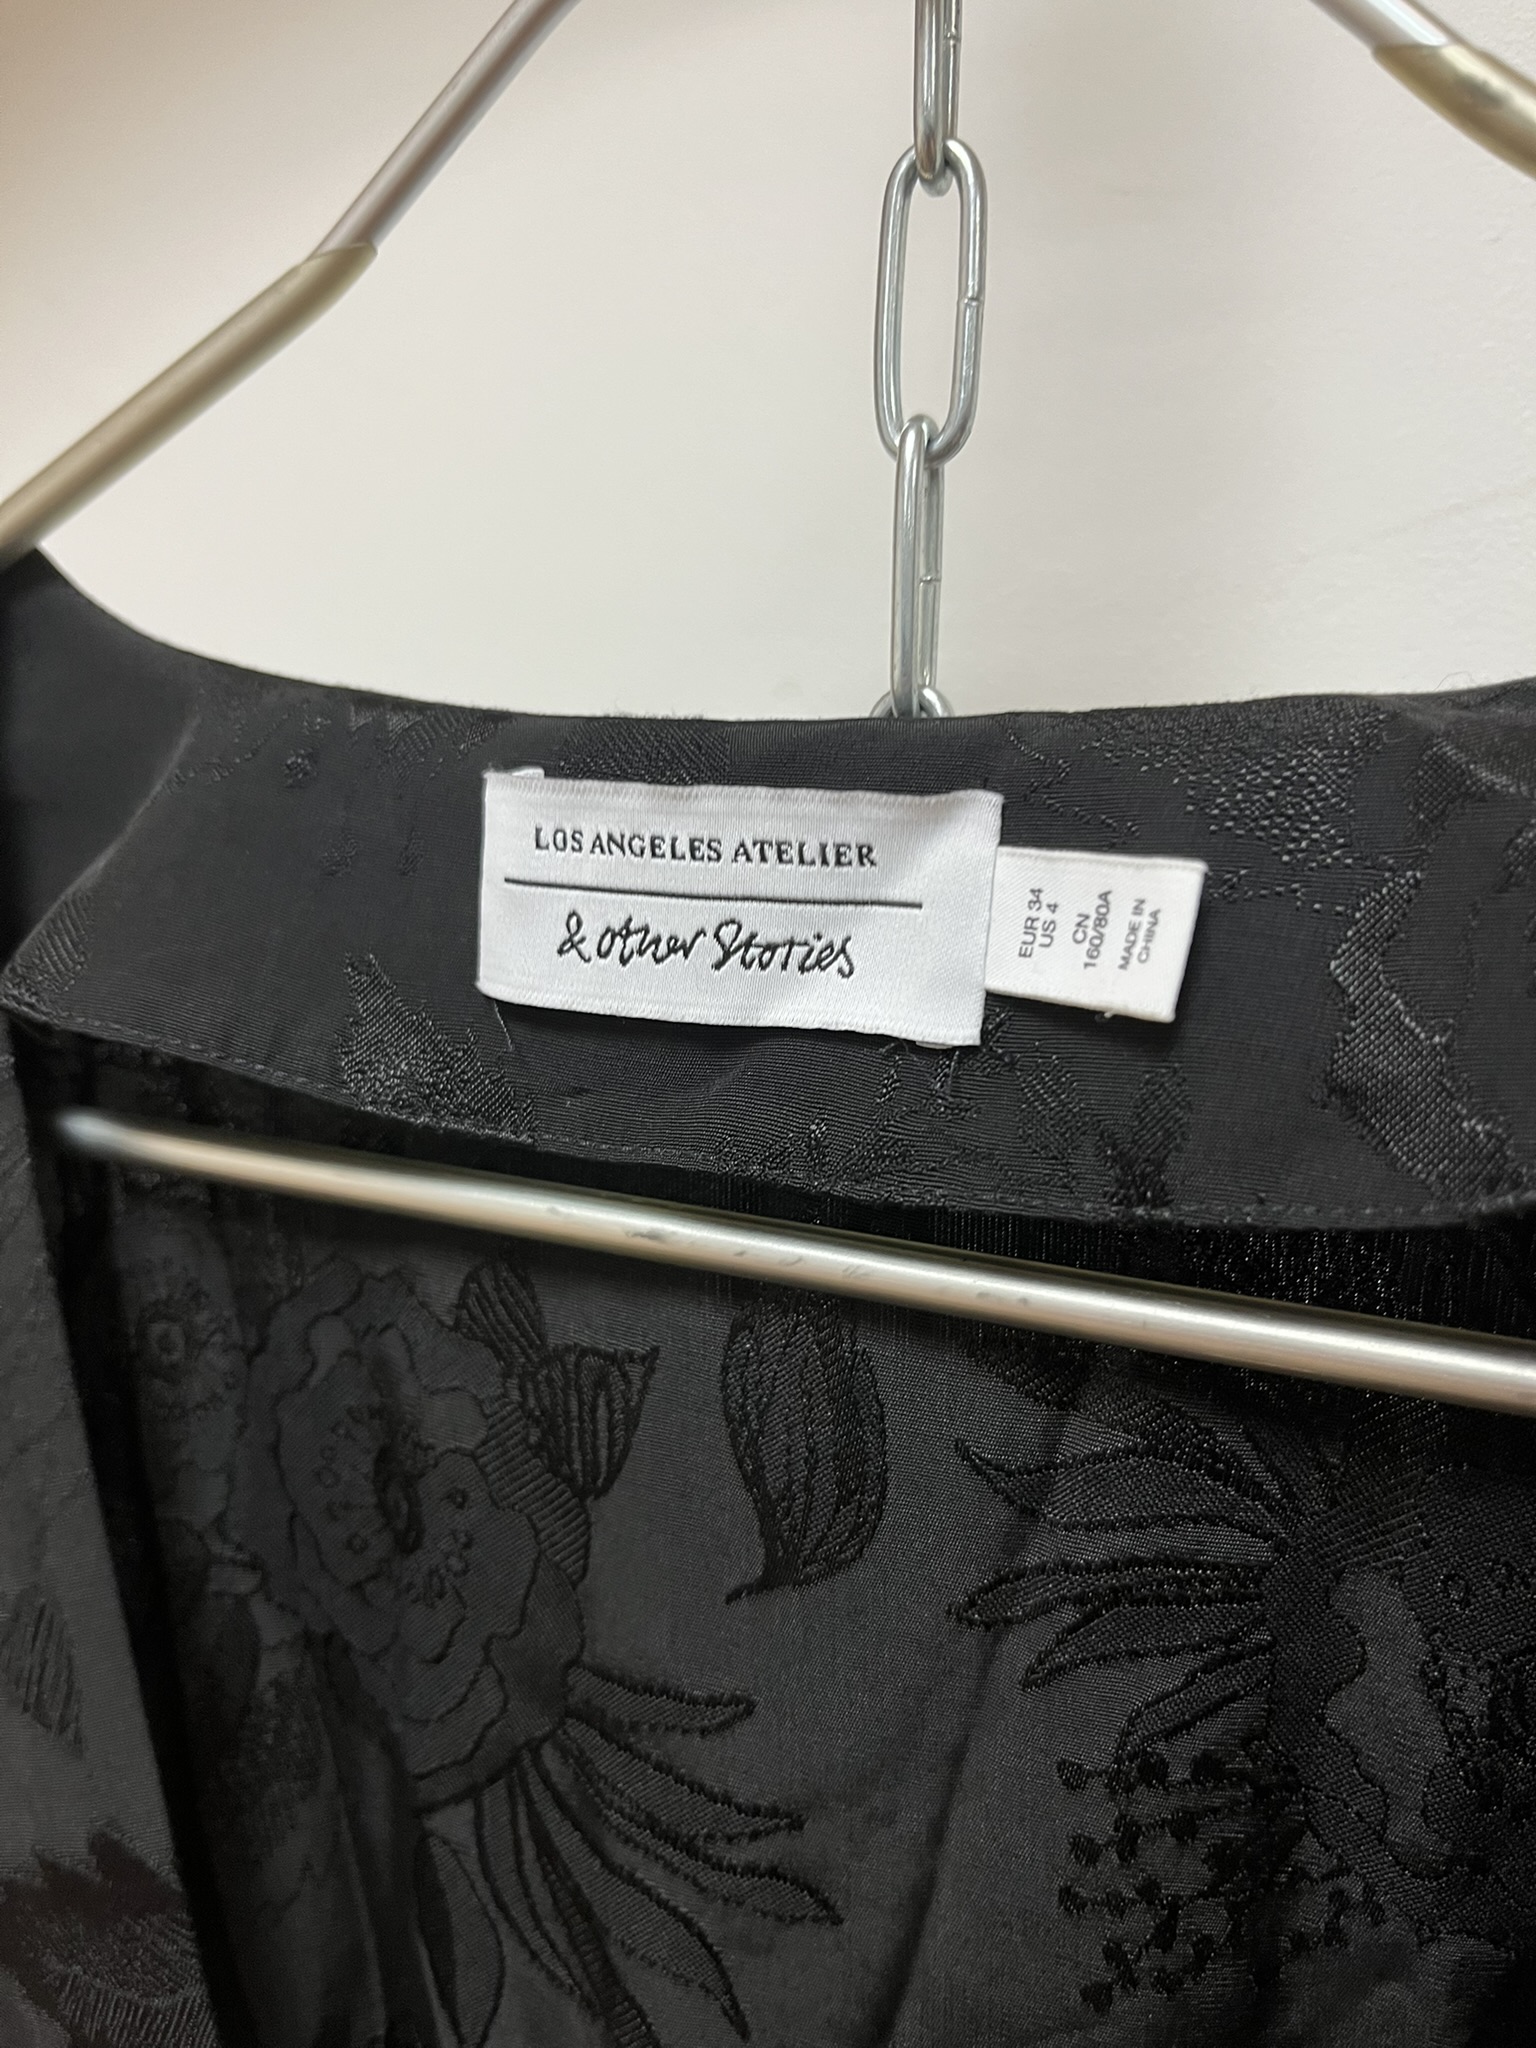 LOS ANGELES ATELIER
& other Stories
EUR 34
US 4
CN
160/80A
MADE IN
CHINA